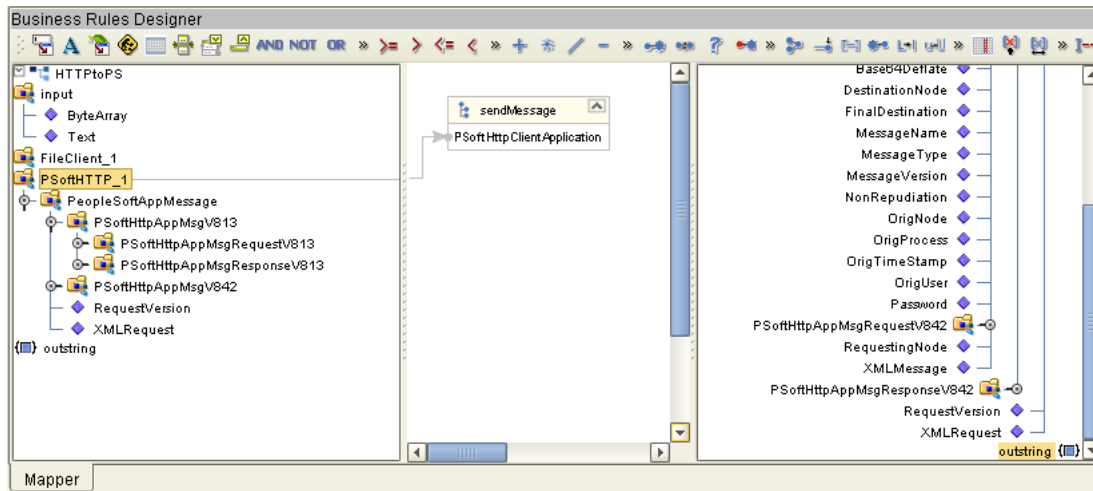 Business Rules Designer
A AND NOT OR » >= > <= < » + * / - » ? » »
HTTPtoPS
input
ByteArray
Text
FileClient_1
PSoftHTTP_1
PeopleSoftAppMessage
PSoftHttpAppMsgV813
PSoftHttpAppMsgRequestV813
PSoftHttpAppMsgResponseV813
PSoftHttpAppMsgV842
RequestVersion
XMLRequest
{ } outstring
sendMessage
PSoftHttpClientApplication
Base64Deflate
DestinationNode
FinalDestination
MessageName
MessageType
MessageVersion
NonRepudiation
OrigNode
OrigProcess
OrigTimeStamp
OrigUser
Password
PSoftHttpAppMsgRequestV842
RequestingNode
XMLMessage
PSoftHttpAppMsgResponseV842
RequestVersion
XMLRequest
outstring { }
Mapper